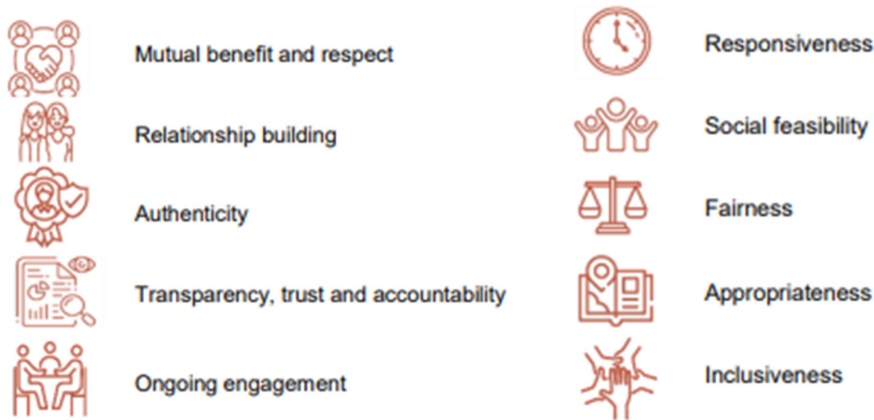 Mutual benefit and respect
Relationship building
Authenticity
Transparency, trust and accountability
Ongoing engagement
Responsiveness
Social feasibility
Fairness
Appropriateness
Inclusiveness